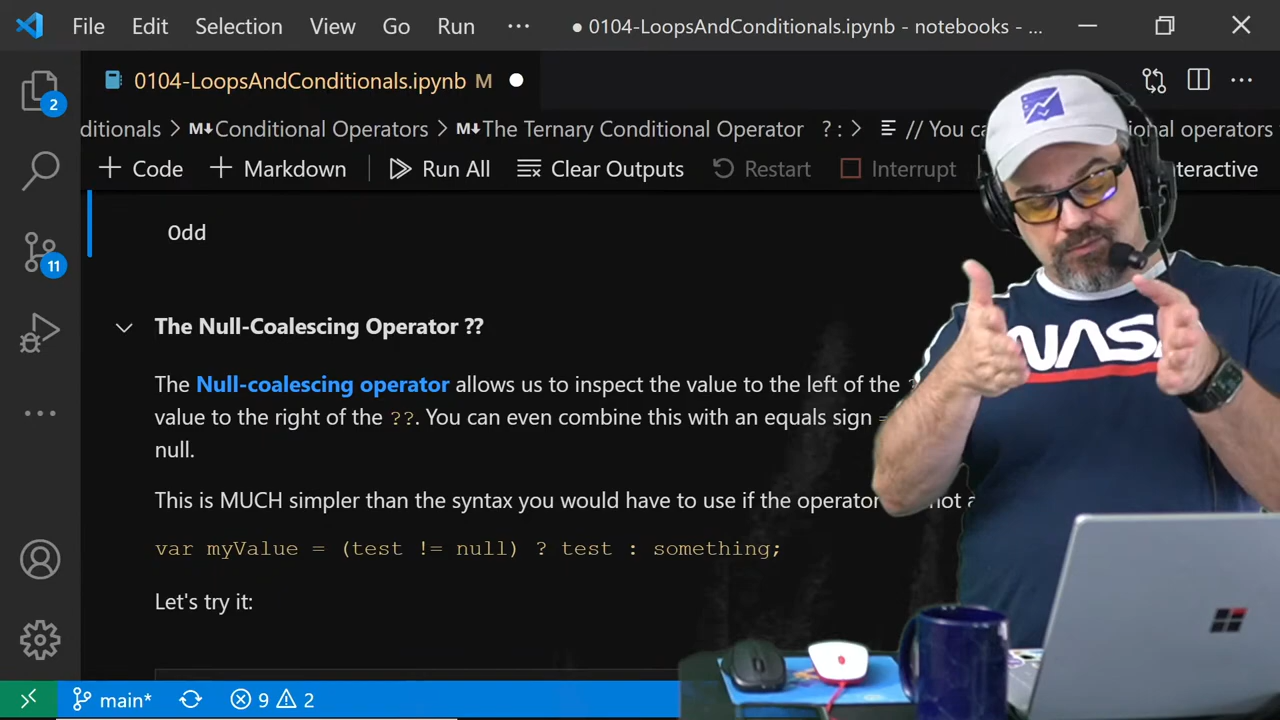 File Edit Selection View Go Run ··· ● 0104-LoopsAndConditionals.ipynb - notebooks - ...
0104-LoopsAndConditionals.ipynb M
ditionals > M↓Conditional Operators > M↓The Ternary Conditional Operator ? : > // You ca onal operators
+ Code + Markdown Run All Clear Outputs Restart Interrupt nteractive
2
Odd
11
The Null-Coalescing Operator ??
The Null-coalescing operator allows us to inspect the value to the left of the
value to the right of the ??. You can even combine this with an equals sign =
null.
This is MUCH simpler than the syntax you would have to use if the operator not a
var myValue = (test != null) ? test : something;
Let's try it:
main* 9 2
NASA